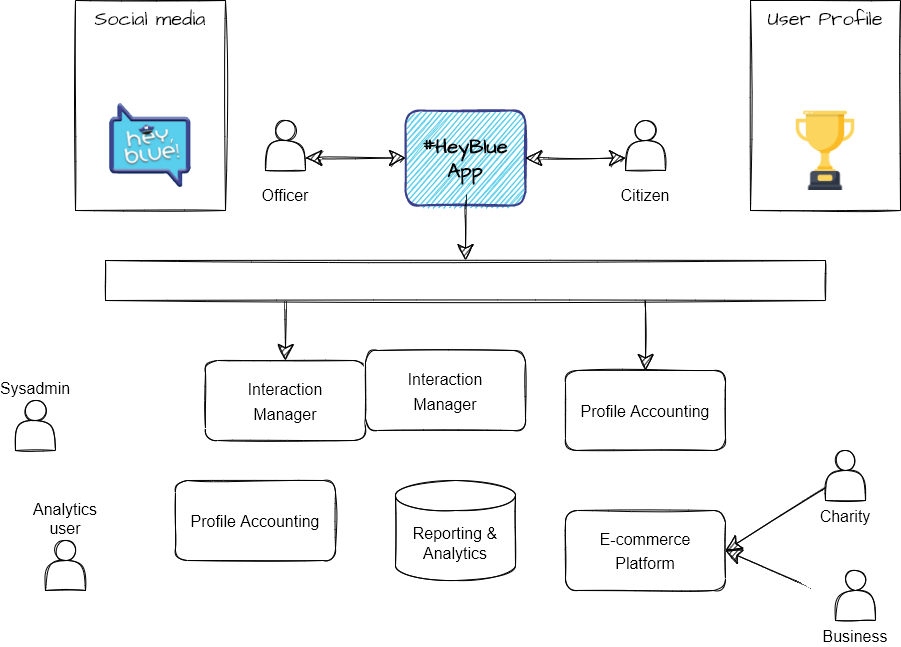 Social media
User Profile
hey,
blue!
#HeyBlue
App
Officer
Citizen
Sysadmin
Interaction
Manager
Interaction
Manager
Profile Accounting
Analytics
user
Profile Accounting
Reporting &
Analytics
E-commerce
Platform
Charity
Business